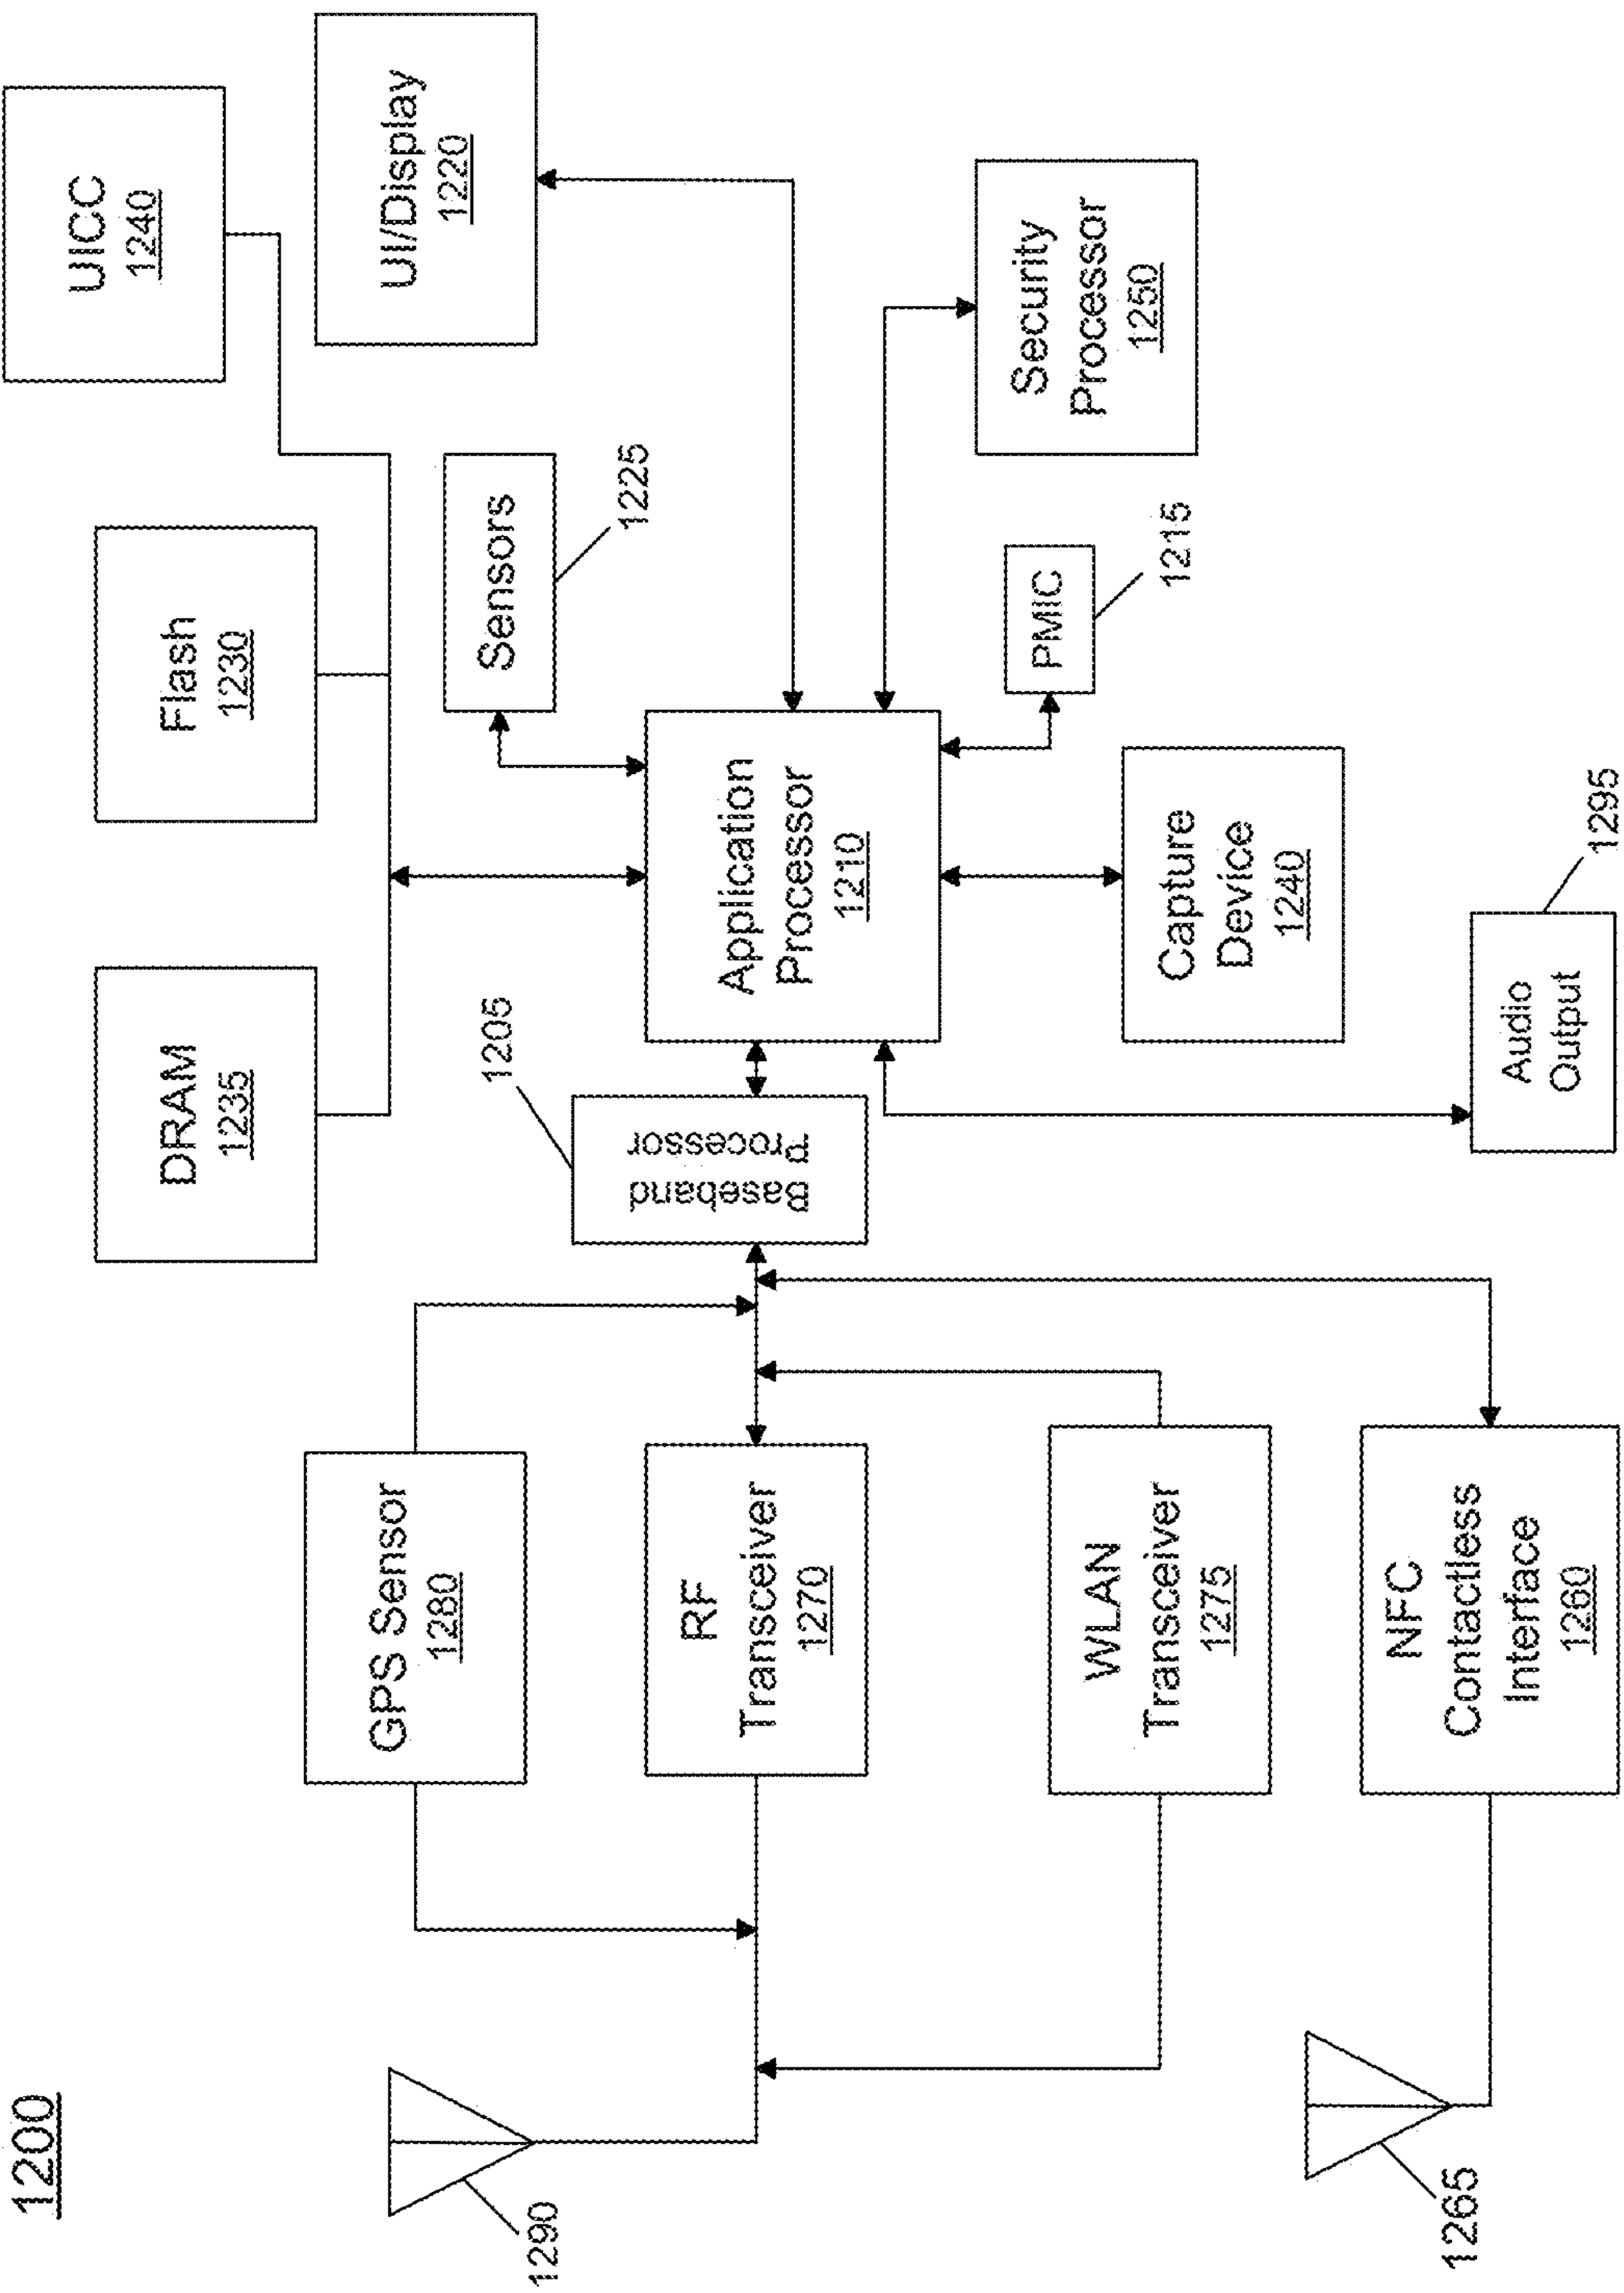 1200
UICC
1240
Flash
1230
DRAM
1235
UI/Display
1220
Sensors
1225
1205
GPS Sensor
1280
1290
Baseband
Processor
Application
Processor
1210
RF
Transceiver
1270
Security
Processor
1250
PMIC
1215
WLAN
Transceiver
1275
Capture
Device
1240
NFC
Contactless
Interface
1260
1265
Audio
Output
1295